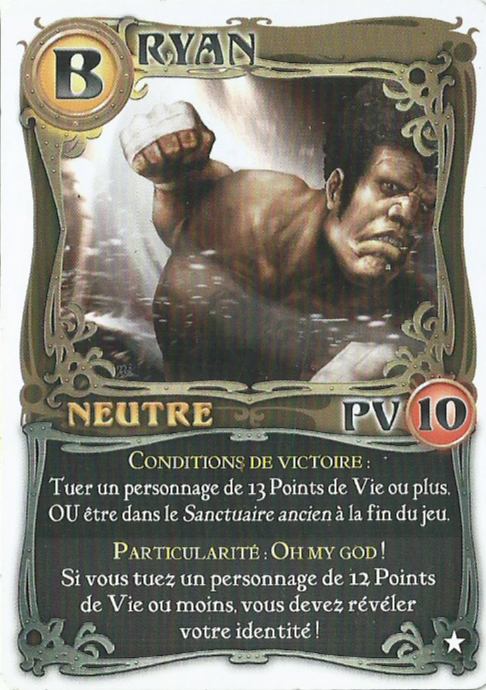 BRYAN
NEUTRE PV 10
CONDITIONS DE VICTOIRE :
Tuer un personnage de 13 Points de Vie ou plus,
OU être dans le Sanctuaire ancien à la fin du jeu.
PARTICULARITÉ : OH MY GOD !
Si vous tuez un personnage de 12 Points
de Vie ou moins, vous devez révéler
votre identité !